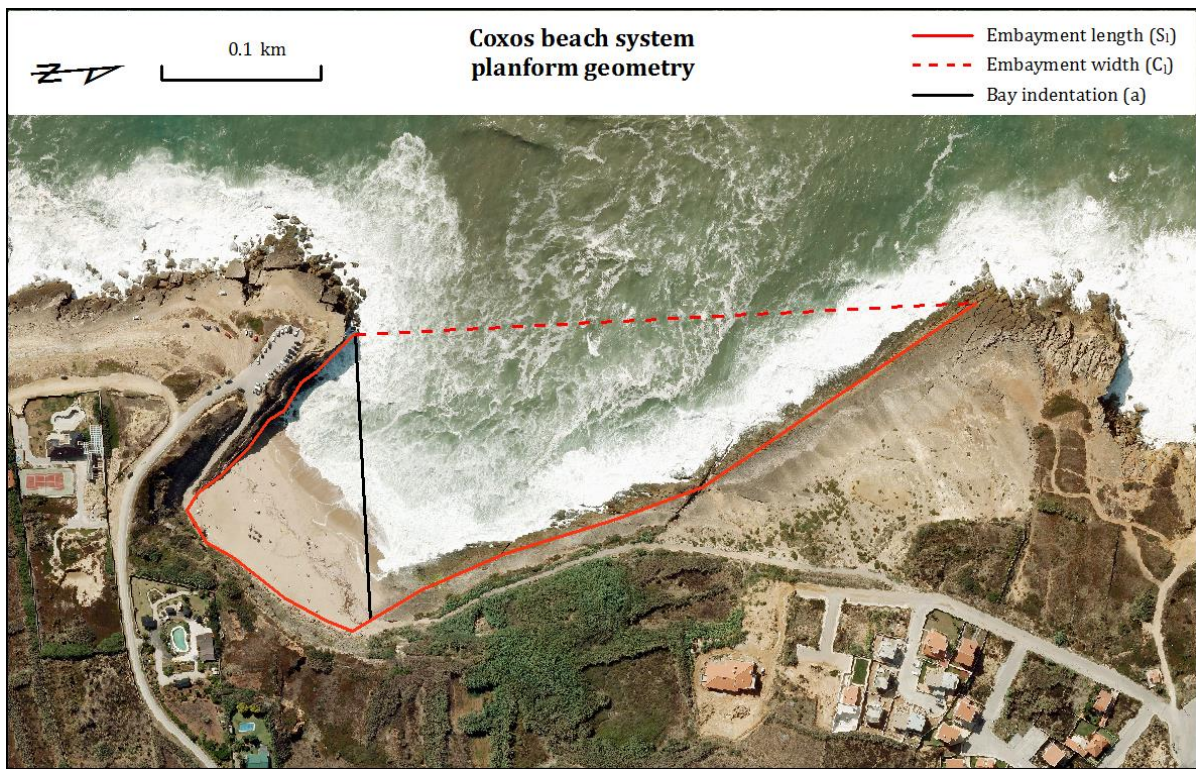 0.1 km
Coxos beach system
planform geometry
Embayment length (Sₗ)
Embayment width (Cₗ)
Bay indentation (a)